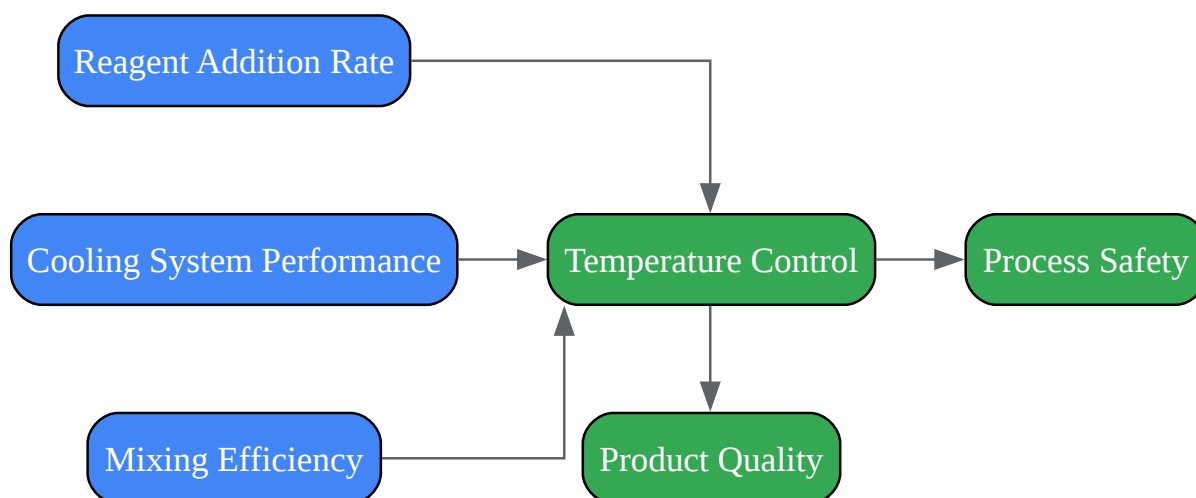 Reagent Addition Rate
Cooling System Performance
Temperature Control
Process Safety
Mixing Efficiency
Product Quality